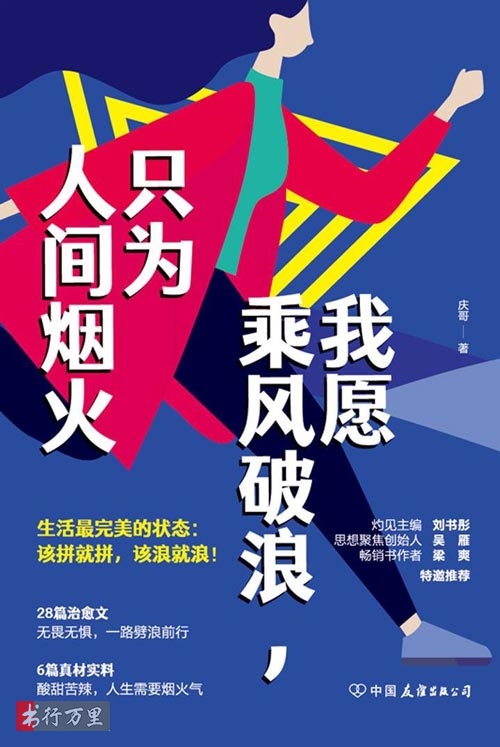 我愿
乘风破浪，
只为
人间烟火
庆哥—著
生活最完美的状态：
该拼就拼，该浪就浪！
灼见主编 刘书彤
思想聚焦创始人 吴雁
畅销书作者 梁爽
特邀推荐
28篇治愈文
无畏无惧，一路劈浪前行
6篇真材实料
酸甜苦辣，人生需要烟火气
中国友谊出版公司
书行万里